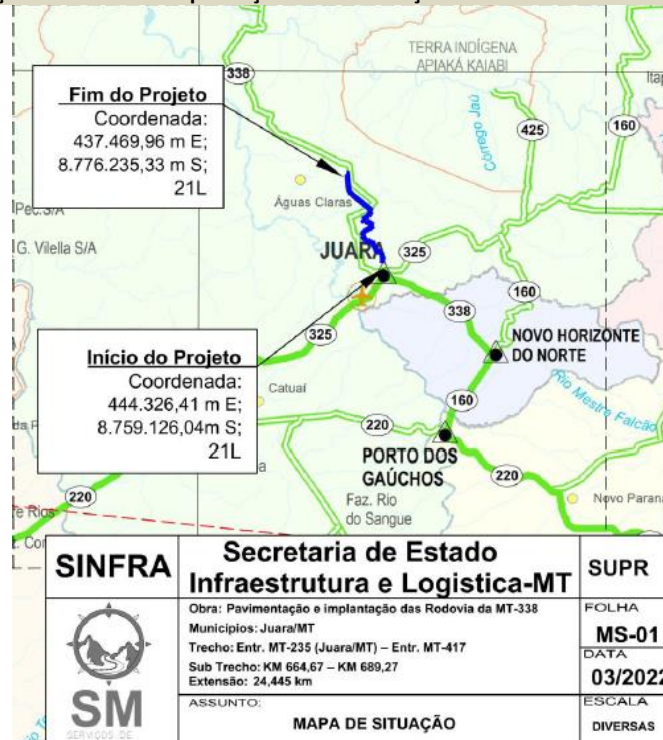 338
TERRA INDÍGENA
APIAKÁ KAIABI
Fim do Projeto
Coordenada:
437.469,96 m E;
8.776.235,33 m S;
21L
Córrego Jaú
425
160
Águas Claras
G. Vilella S/A
JUARA
325
160
338
325
NOVO HORIZONTE
DO NORTE
Início do Projeto
Coordenada:
444.326,41 m E;
8.759.126,04m S;
21L
Catuaí
160
Rio Mestre Falcão
220
PORTO DOS
GAÚCHOS
220
Faz. Rio
do Sangue
220
SINFRA
Secretaria de Estado
Infraestrutura e Logistica-MT
SUPR
Obra: Pavimentação e implantação das Rodovia da MT-338
Municípios: Juara/MT
Trecho: Entr. MT-235 (Juara/MT) – Entr. MT-417
Sub Trecho: KM 664,67 – KM 689,27
Extensão: 24,445 km
FOLHA
MS-01
DATA
03/2022
SM
SERVIÇOS DE
ASSUNTO:
MAPA DE SITUAÇÃO
ESCALA
DIVERSAS